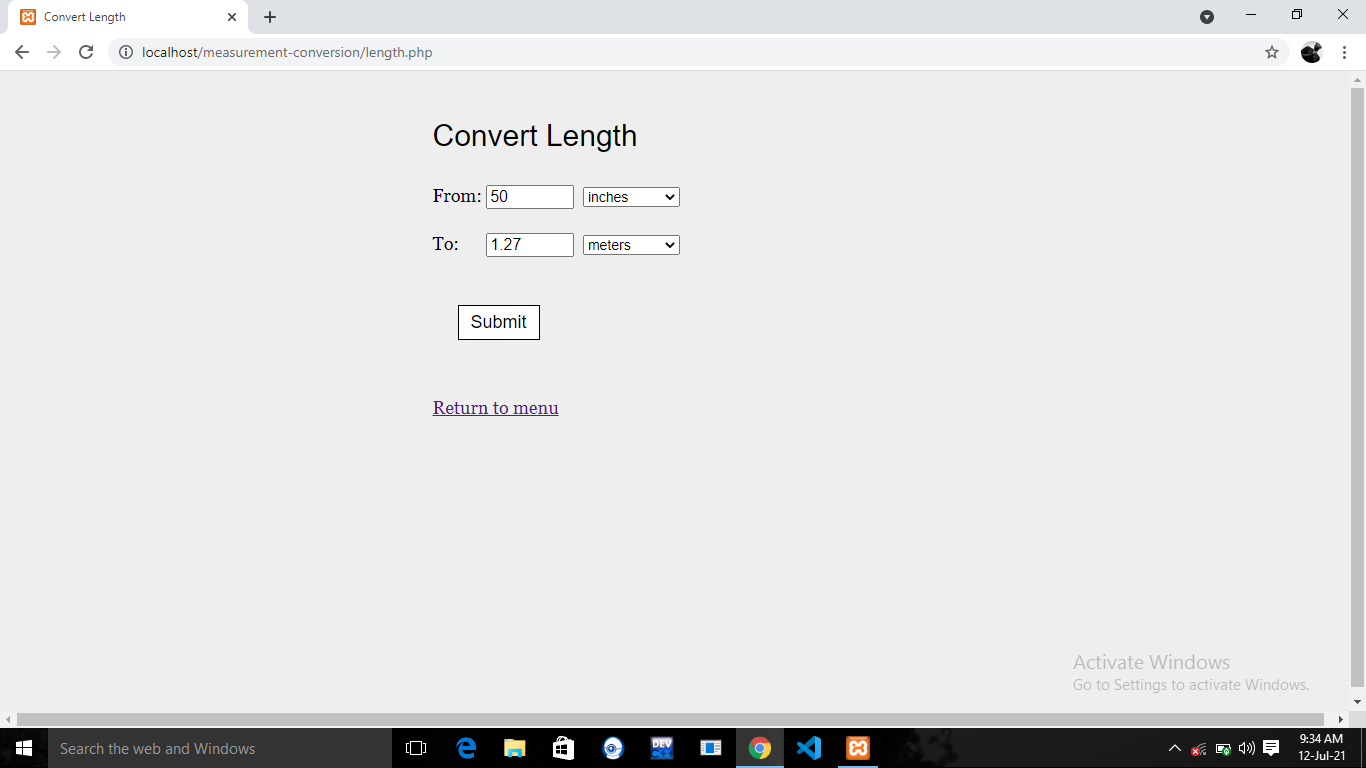 Convert Length
localhost/measurement-conversion/length.php
Convert Length
From: 50 inches
To: 1.27 meters
Submit
Return to menu
Activate Windows
Go to Settings to activate Windows.
Search the web and Windows
DEV
9:34 AM
12-Jul-21